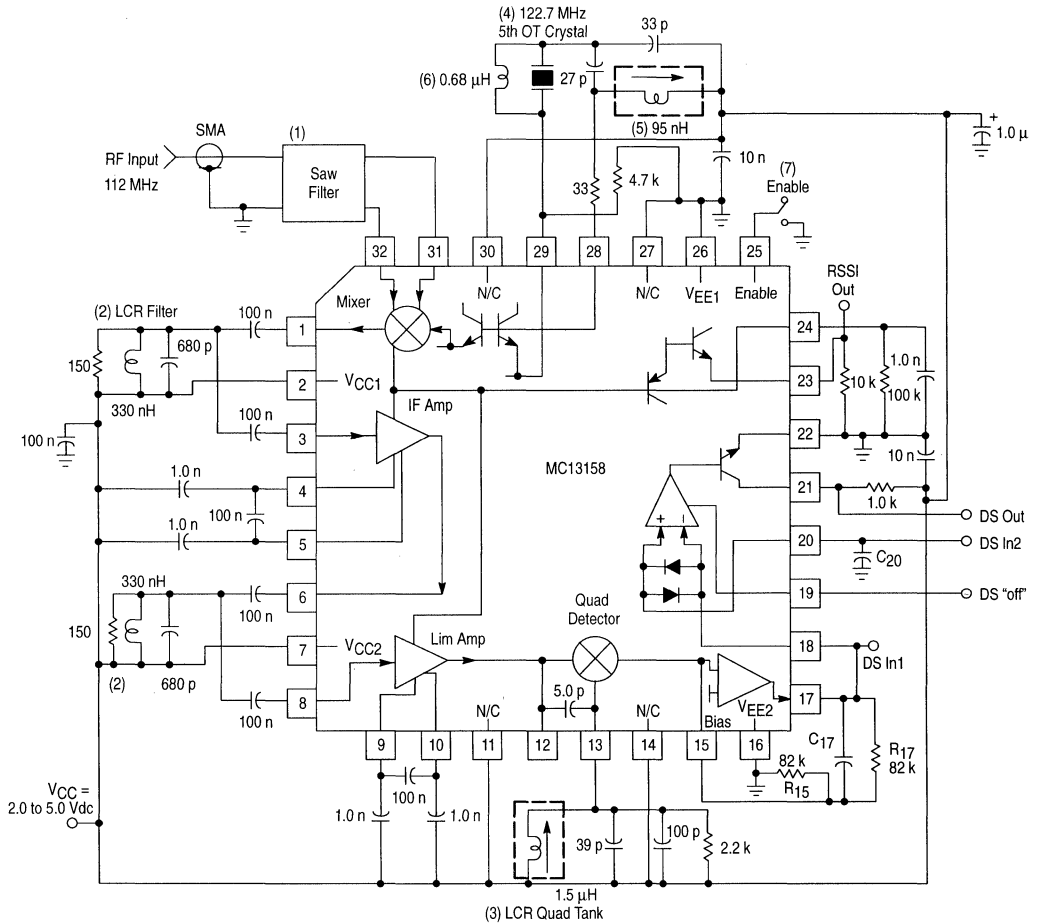 (4) 122.7 MHz
5th OT Crystal
33 p
(6) 0.68 μH
27 p
(5) 95 nH
1.0 μ
SMA
(1)
RF Input
112 MHz
Saw
Filter
33
4.7 k
10 n
(7)
Enable
32
31
30
29
28
27
26
25
N/C
N/C
VEE1
Enable
RSSI
Out
(2) LCR Filter
100 n
1
Mixer
680 p
150
2
VCC1
330 nH
IF Amp
100 n
3
100 n
1.0 n
4
100 n
1.0 n
5
MC13158
24
1.0 n
23
10 k
100 k
22
10 n
21
1.0 k
DS Out
+
–
20
DS In2
C20
19
DS "off"
330 nH
6
100 n
150
7
VCC2
(2)
680 p
8
100 n
Lim Amp
Quad
Detector
5.0 p
18
DS In1
17
N/C
N/C
Bias
VEE2
C17
R17
82 k
9
10
11
12
13
14
15
16
82 k
R15
100 n
VCC =
2.0 to 5.0 Vdc
1.0 n
1.0 n
39 p
100 p
2.2 k
1.5 μH
(3) LCR Quad Tank
+